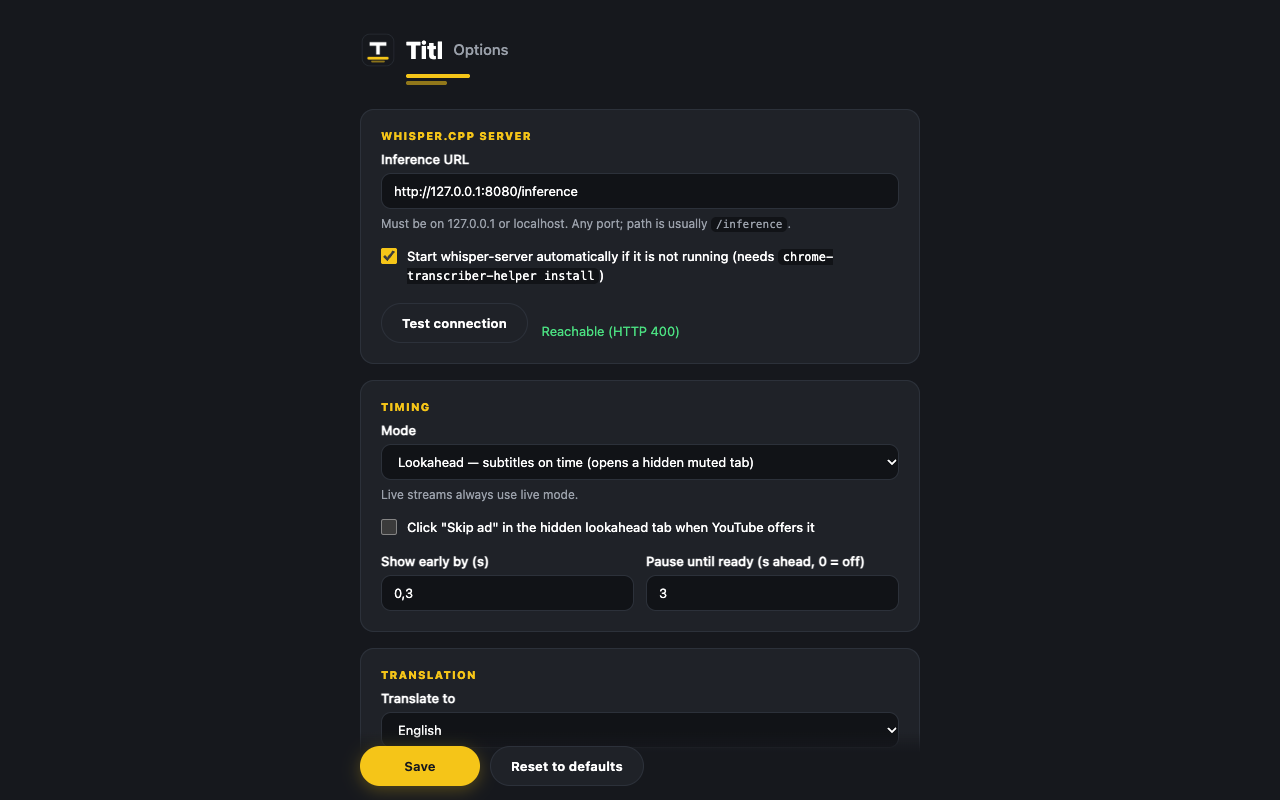 T
Titl Options
WHISPER.CPP SERVER
Inference URL
http://127.0.0.1:8080/inference
Must be on 127.0.0.1 or localhost. Any port; path is usually /inference.
Start whisper-server automatically if it is not running (needs chrome-
transcriber-helper install)
Test connection
Reachable (HTTP 400)
TIMING
Mode
Lookahead — subtitles on time (opens a hidden muted tab)
Live streams always use live mode.
Click "Skip ad" in the hidden lookahead tab when YouTube offers it
Show early by (s) Pause until ready (s ahead, 0 = off)
0,3 3
TRANSLATION
Translate to
English
Save Reset to defaults